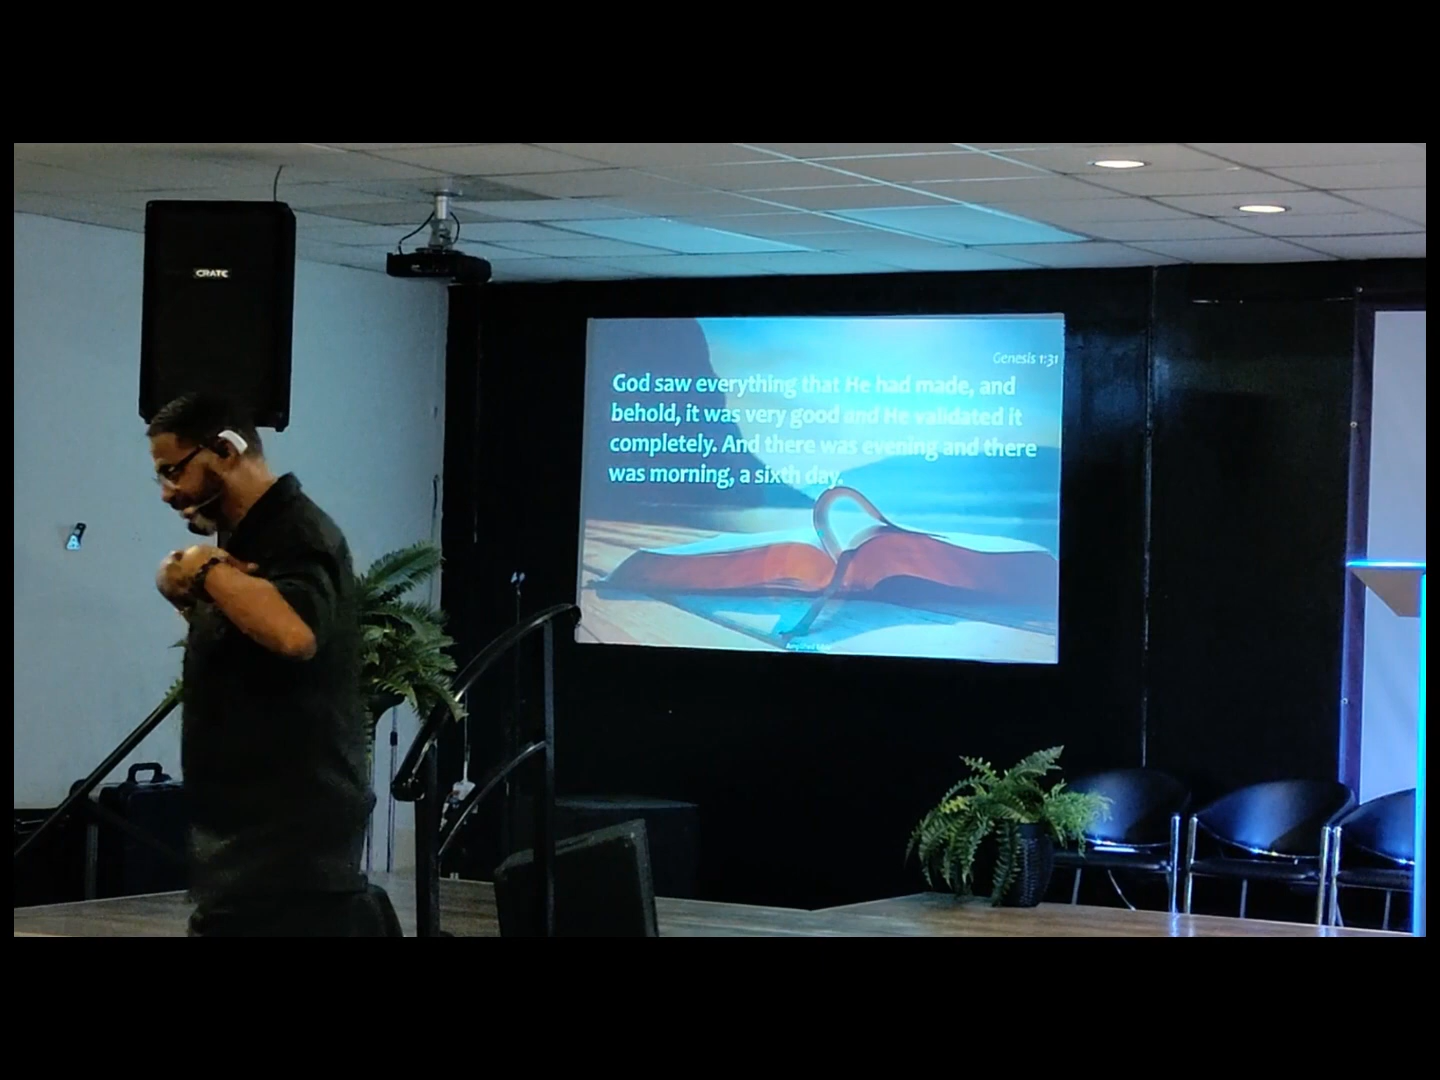 CRATE
Genesis 1:31
God saw everything that He had made, and
behold, it was very good and He validated it
completely. And there was evening and there
was morning, a sixth day.
Amplified